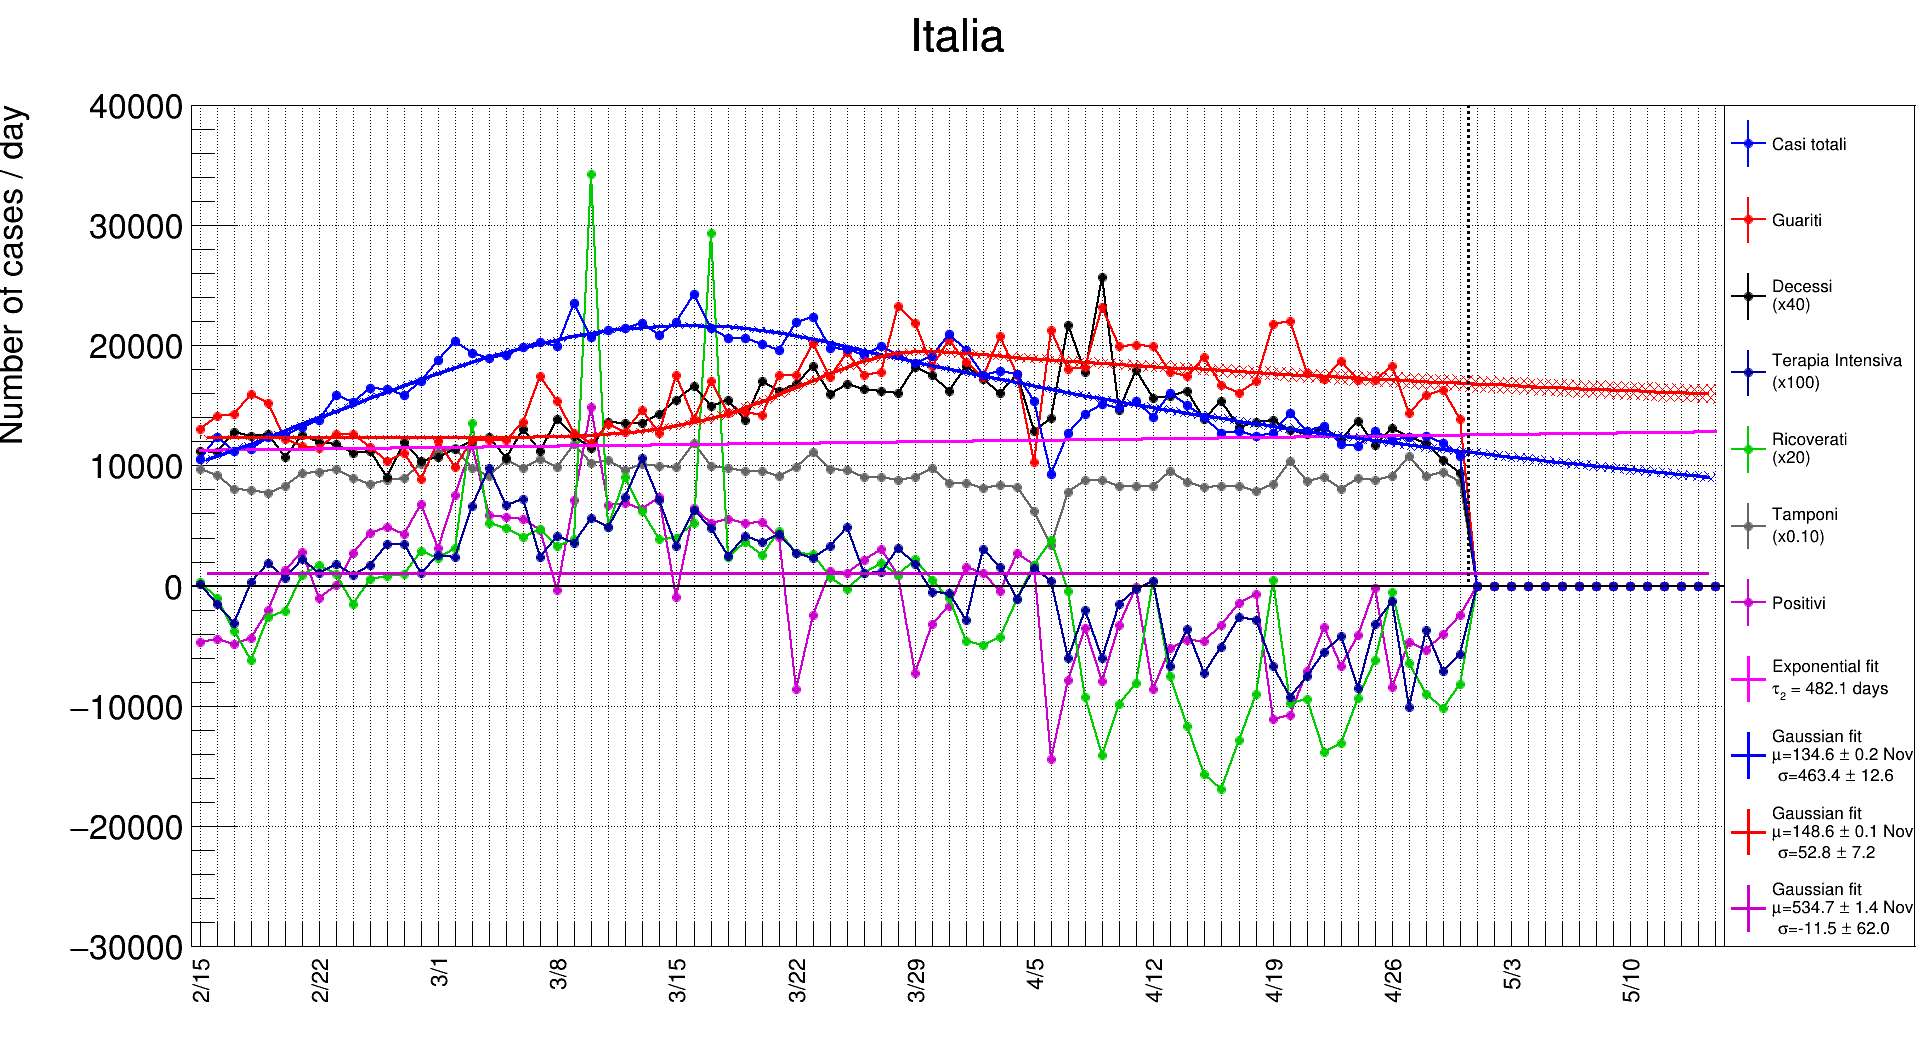 Italia
Number of cases / day
40000
30000
20000
10000
0
−10000
−20000
−30000
2/15
2/22
3/1
3/8
3/15
3/22
3/29
4/5
4/12
4/19
4/26
5/3
5/10
Casi totali
Guariti
Decessi
(x40)
Terapia Intensiva
(x100)
Ricoverati
(x20)
Tamponi
(x0.10)
Positivi
Exponential fit
τ2 = 482.1 days
Gaussian fit
μ=134.6 ± 0.2 Nov
σ=463.4 ± 12.6
Gaussian fit
μ=148.6 ± 0.1 Nov
σ=52.8 ± 7.2
Gaussian fit
μ=534.7 ± 1.4 Nov
σ=-11.5 ± 62.0